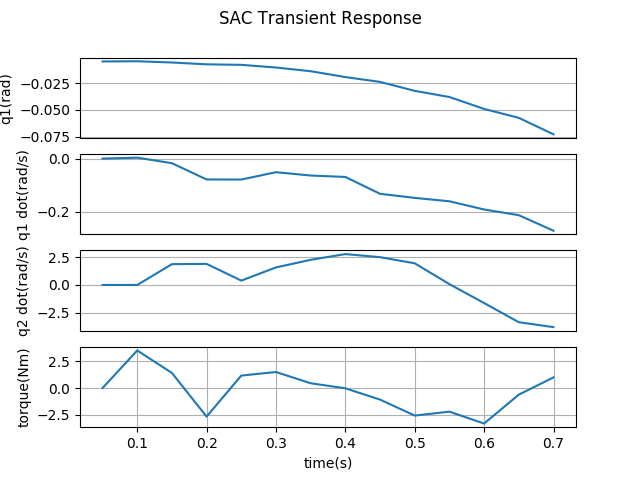 SAC Transient Response
q1(rad)
−0.025
−0.050
−0.075
q1 dot(rad/s)
0.0
−0.2
q2 dot(rad/s)
2.5
0.0
−2.5
torque(Nm)
2.5
0.0
−2.5
0.1 0.2 0.3 0.4 0.5 0.6 0.7
time(s)